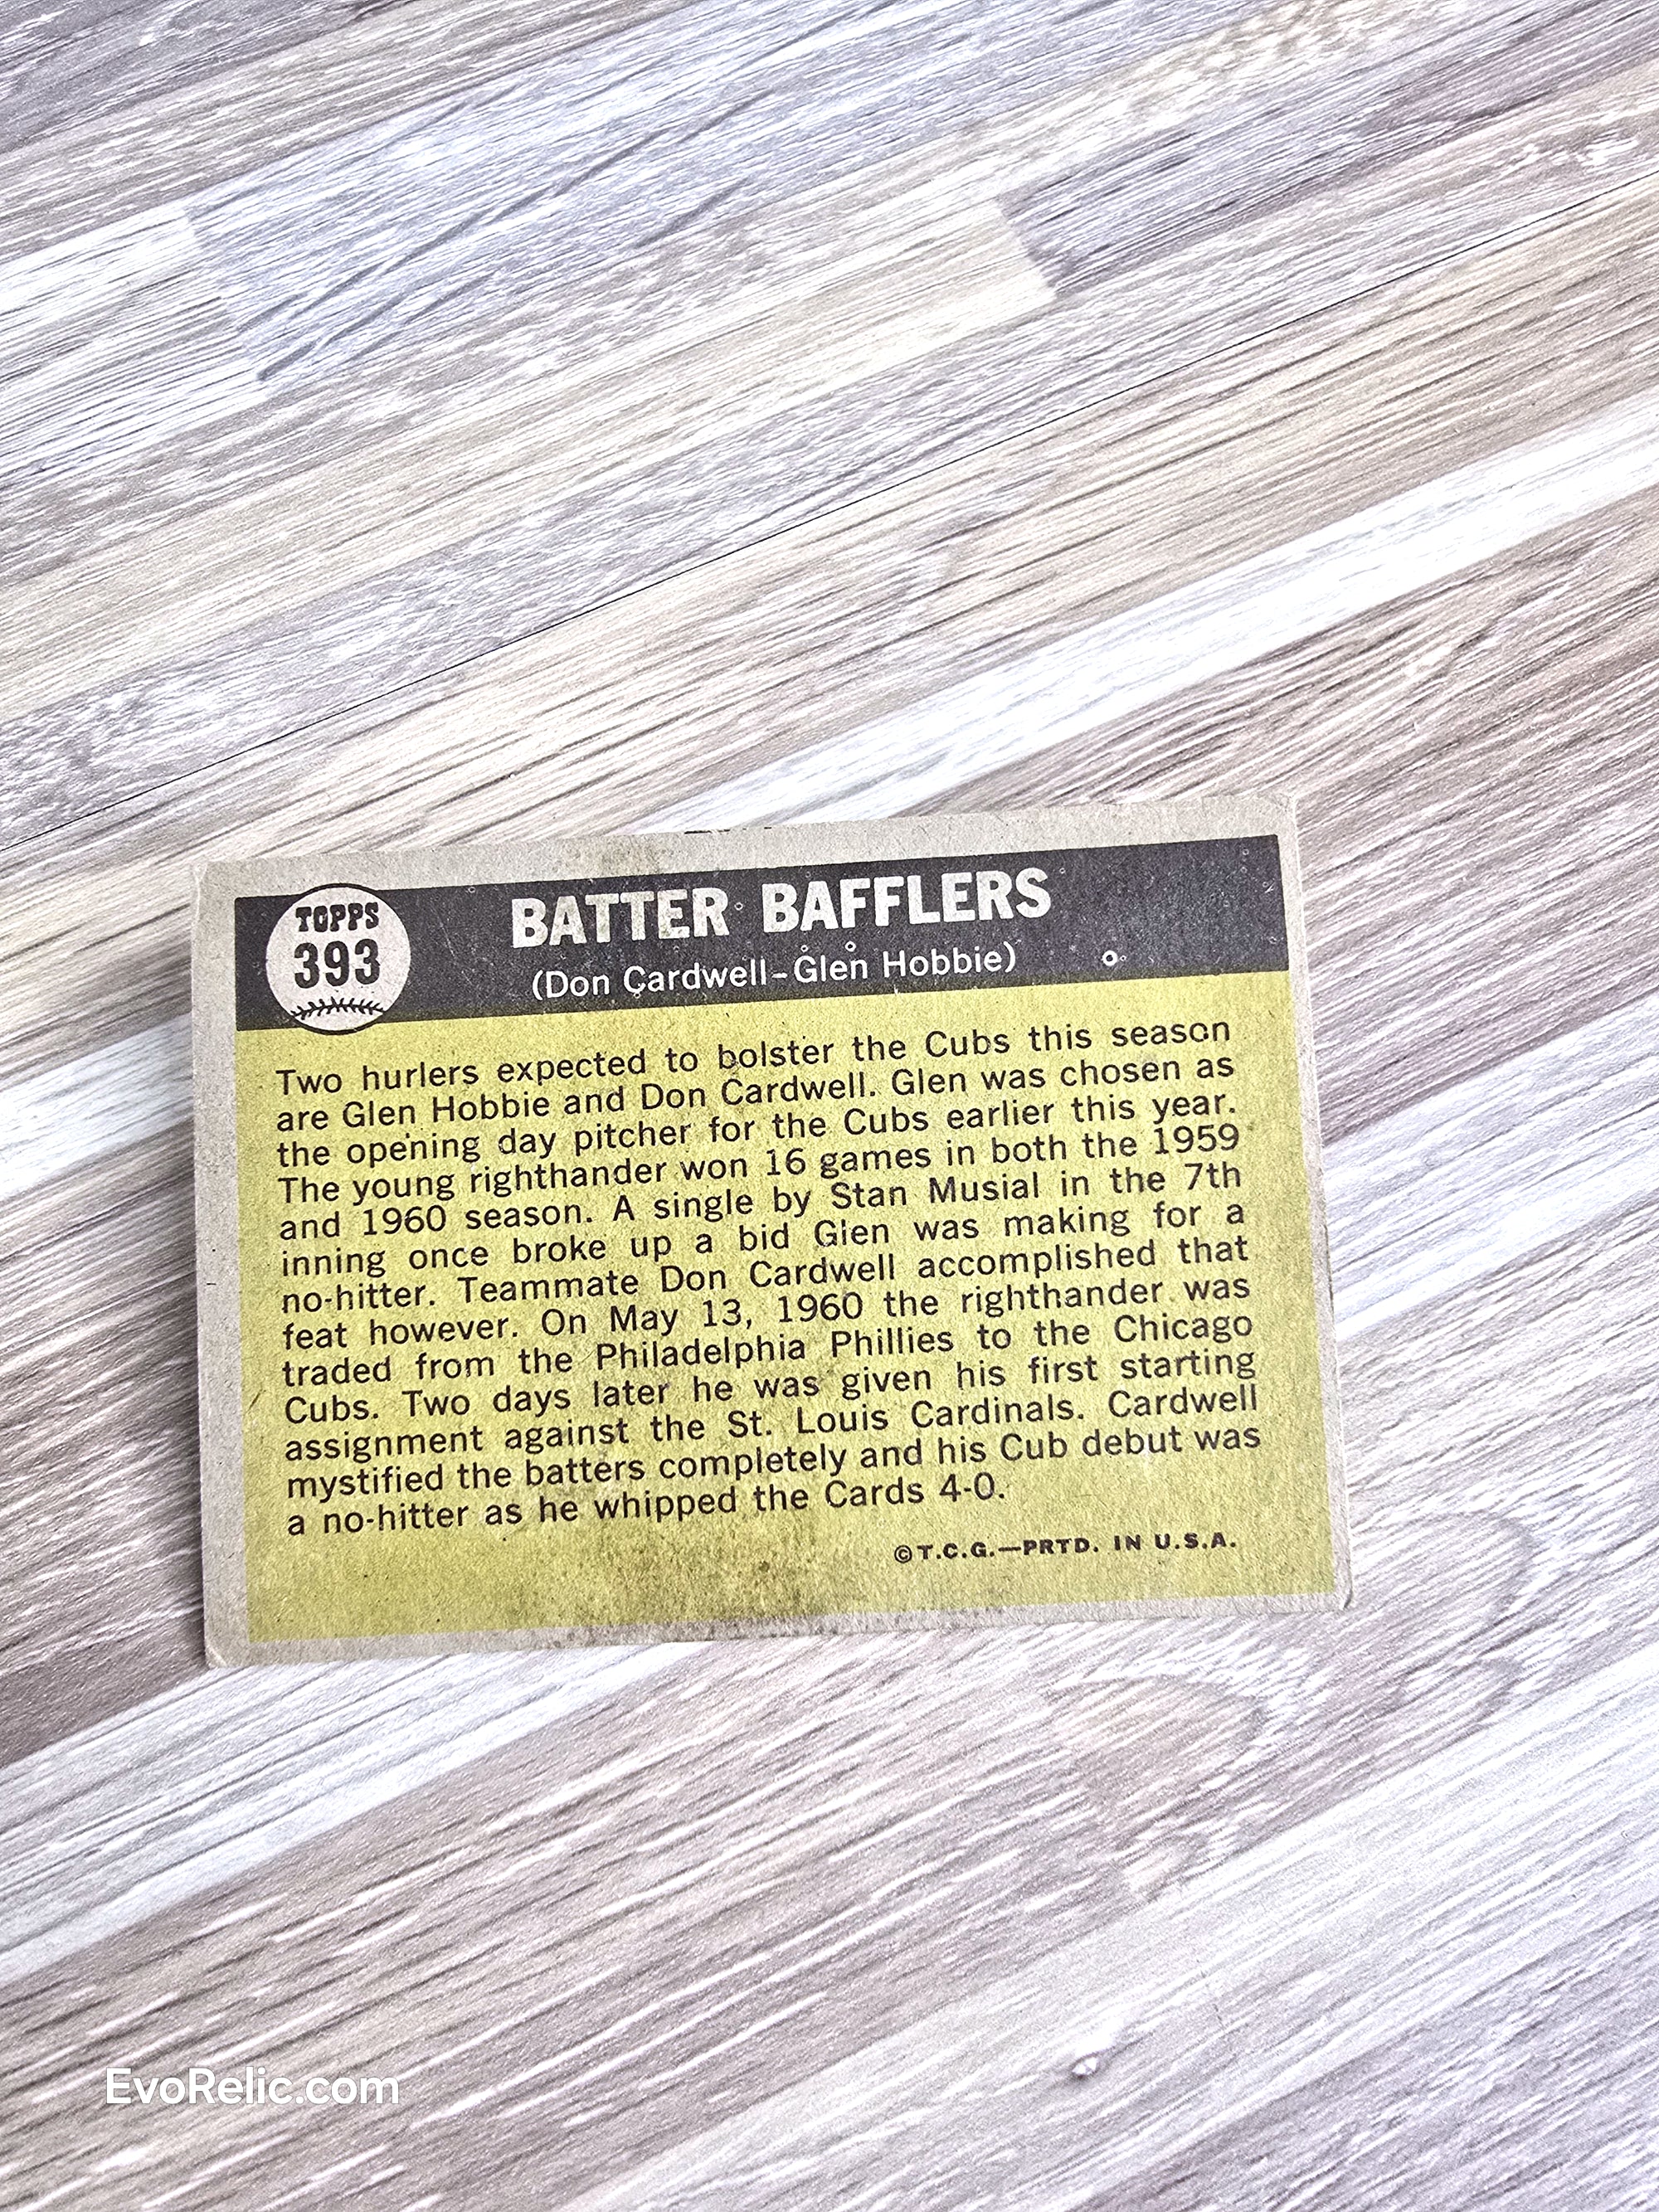 TOPPS
393
BATTER BAFFLERS
(Don Cardwell-Glen Hobbie)
Two hurlers expected to bolster the Cubs this season
are Glen Hobbie and Don Cardwell. Glen was chosen as
the opening day pitcher for the Cubs earlier this year.
The young righthander won 16 games in both the 1959
and 1960 season. A single by Stan Musial in the 7th
inning once broke up a bid Glen was making for a
no-hitter. Teammate Don Cardwell accomplished that
feat however. On May 13, 1960 the righthander was
traded from the Philadelphia Phillies to the Chicago
Cubs. Two days later he was given his first starting
assignment against the St. Louis Cardinals. Cardwell
mystified the batters completely and his Cub debut was
a no-hitter as he whipped the Cards 4-0.
©T.C.G.—PRTD. IN U.S.A.
EvoRelic.com